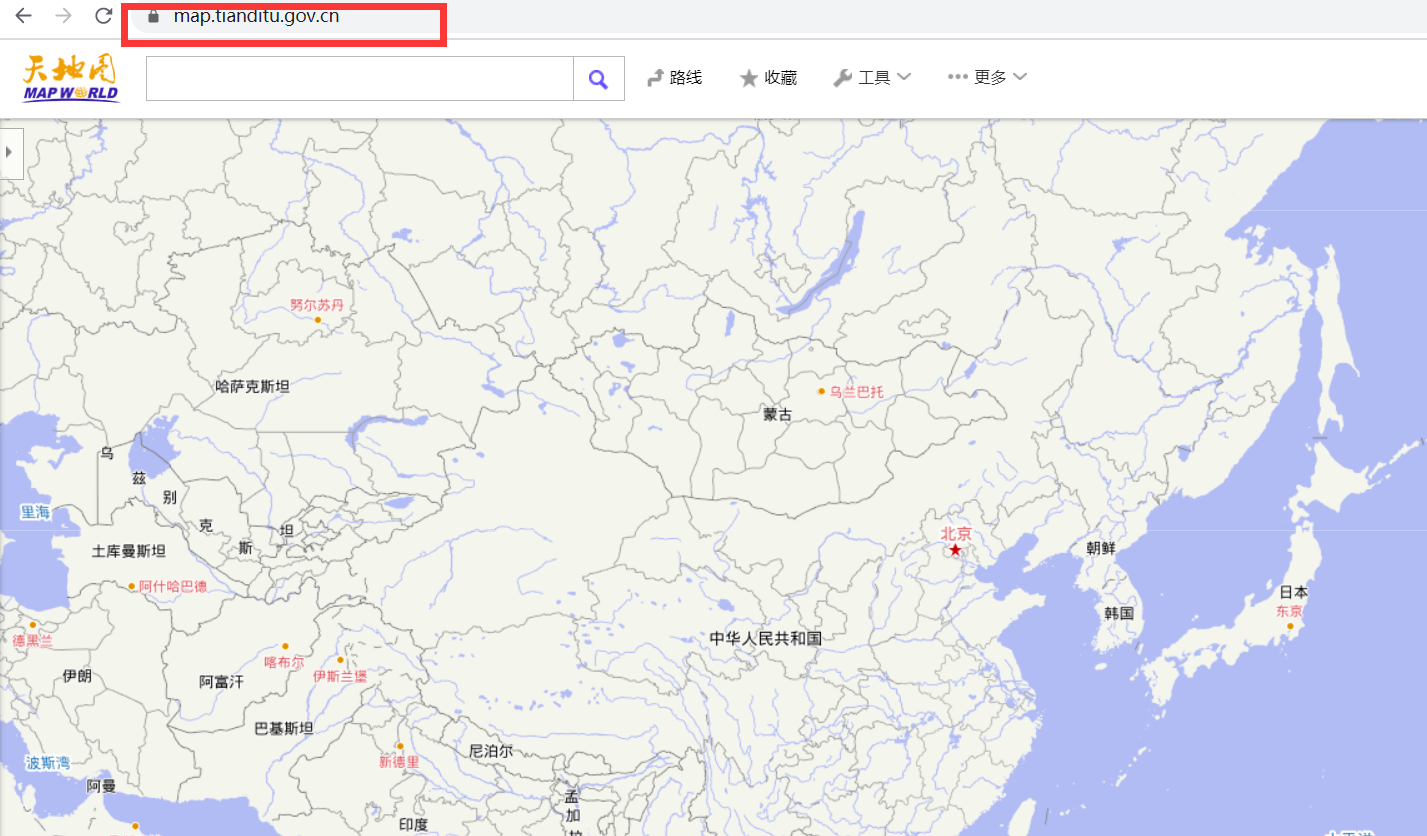 map.tianditu.gov.cn
天地图
MAP WORLD
路线
收藏
工具
更多
努尔苏丹
哈萨克斯坦
乌兰巴托
蒙古
乌
兹
别
克
斯
坦
里海
北京
朝鲜
土库曼斯坦
阿什哈巴德
日本
东京
韩国
德黑兰
中华人民共和国
喀布尔
伊斯兰堡
伊朗
阿富汗
巴基斯坦
尼泊尔
新德里
波斯湾
阿曼
孟
加
印度